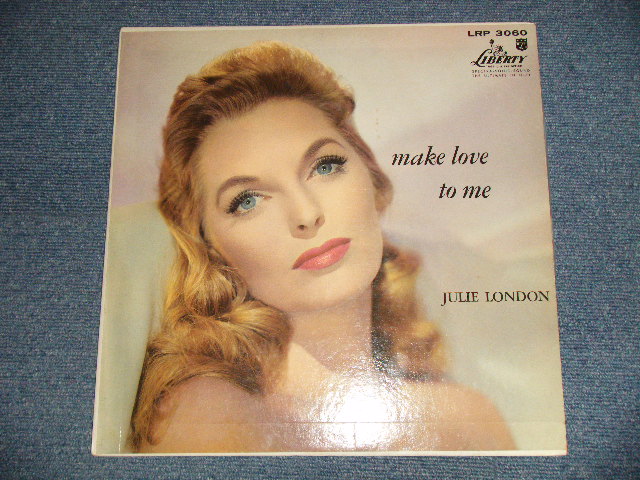 LRP 3060
LIBERTY
make love
to me
JULIE LONDON